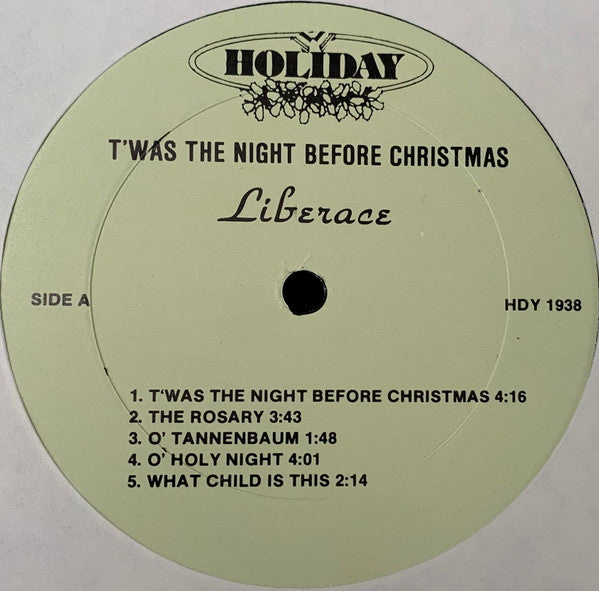 HOLIDAY
T'WAS THE NIGHT BEFORE CHRISTMAS
Liberace
SIDE A
HDY 1938
1. T'WAS THE NIGHT BEFORE CHRISTMAS 4:16
2. THE ROSARY 3:43
3. O' TANNENBAUM 1:48
4. O' HOLY NIGHT 4:01
5. WHAT CHILD IS THIS 2:14